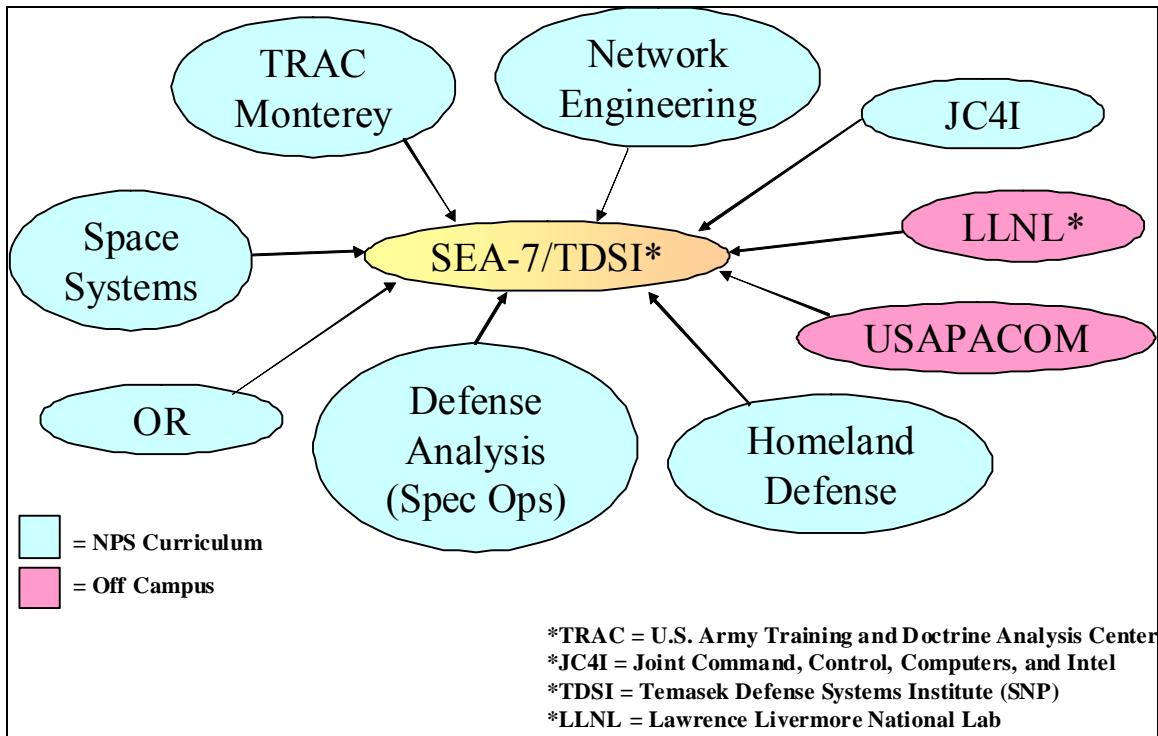 TRAC
Monterey
Network
Engineering
JC4I
Space
Systems
SEA-7/TDSI*
LLNL*
USAPACOM
OR
Defense
Analysis
(Spec Ops)
Homeland
Defense
= NPS Curriculum
= Off Campus
*TRAC = U.S. Army Training and Doctrine Analysis Center
*JC4I = Joint Command, Control, Computers, and Intel
*TDSI = Temasek Defense Systems Institute (SNP)
*LLNL = Lawrence Livermore National Lab